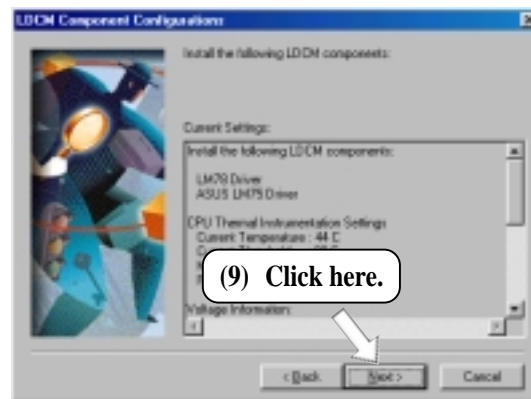 LDCM Component Configurations
Install the following LDCM components:
Current Settings:
Install the following LDCM components:
LM78 Driver
ASUS LM75 Driver
CPU Thermal Instrumentation Settings
Current Temperature : 44 C
(9) Click here.
Voltage Information:
< Back
Next >
Cancel